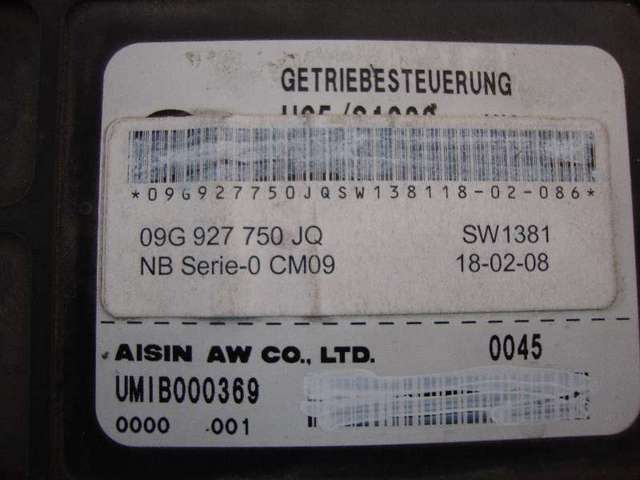 GETRIEBESTEUERUNG
*09G927750JQSW138118-02-086*
09G 927 750 JQ SW1381
NB Serie-0 CM09 18-02-08
AISIN AW CO., LTD. 0045
UMIB000369
0000 .001